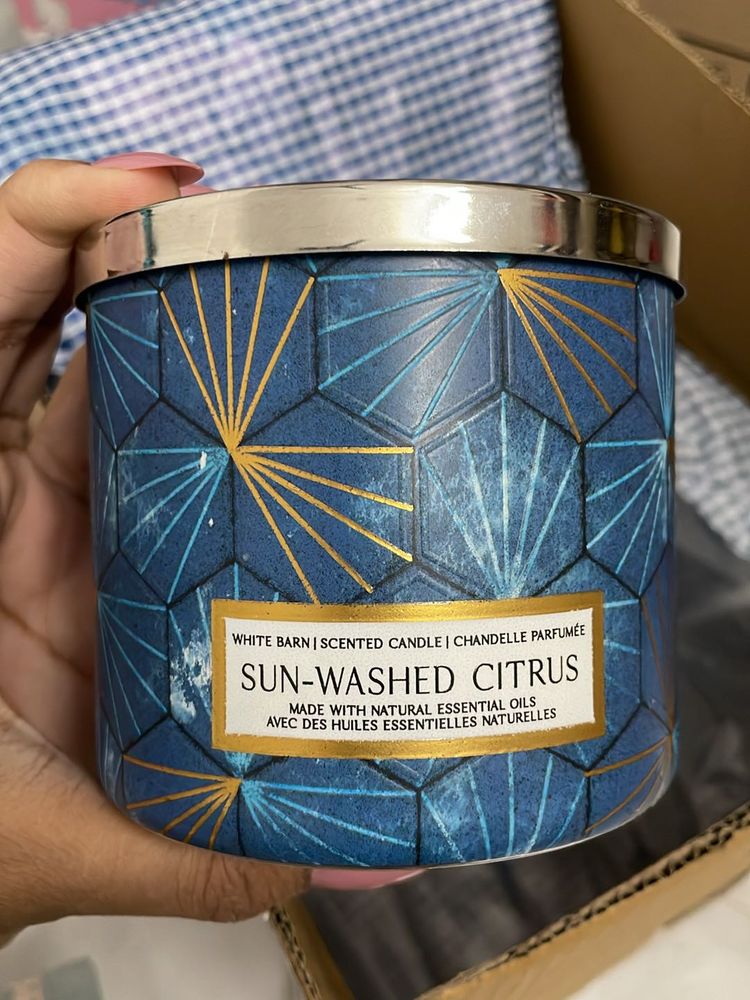 WHITE BARN | SCENTED CANDLE | CHANDELLE PARFUMÉE
SUN-WASHED CITRUS
MADE WITH NATURAL ESSENTIAL OILS
AVEC DES HUILES ESSENTIELLES NATURELLES